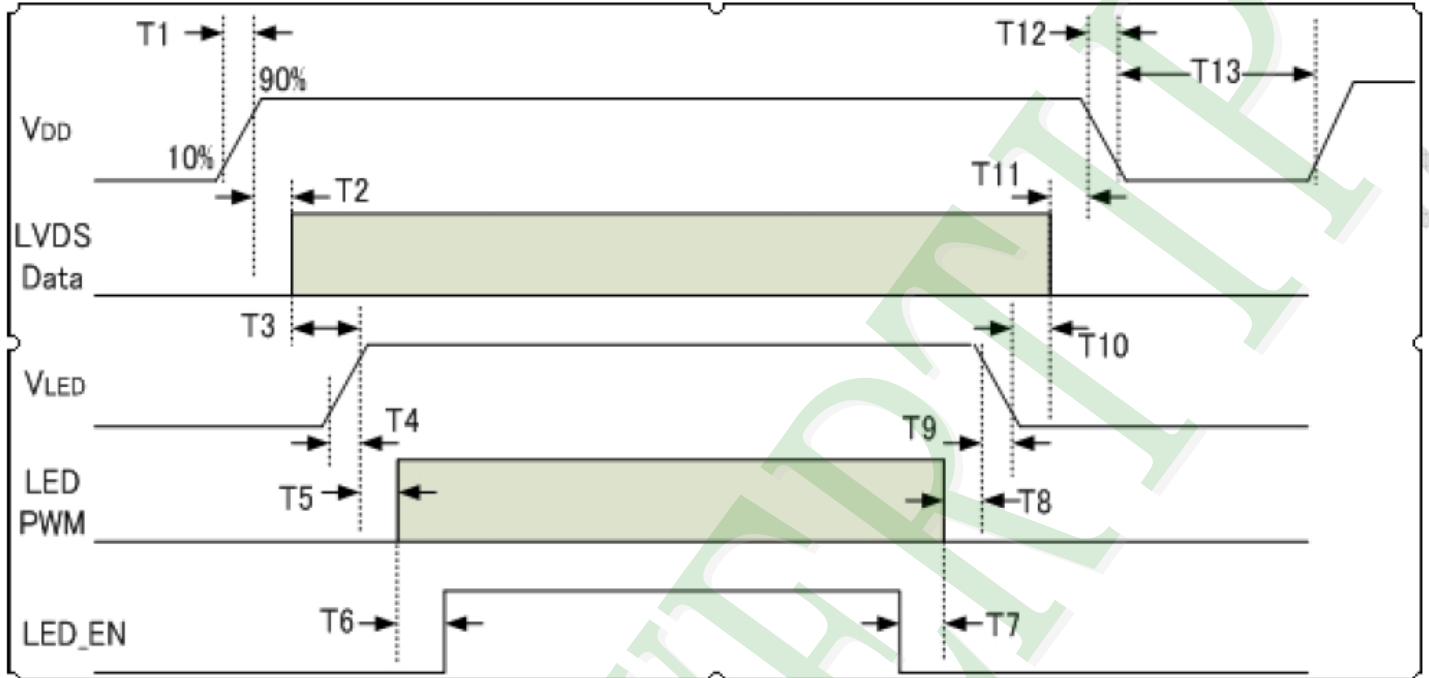 T1
T12
T13
90%
VDD
10%
T2
T11
LVDS
Data
T3
T10
VLED
T4
T9
LED
PWM
T5
T8
T6
T7
LED_EN